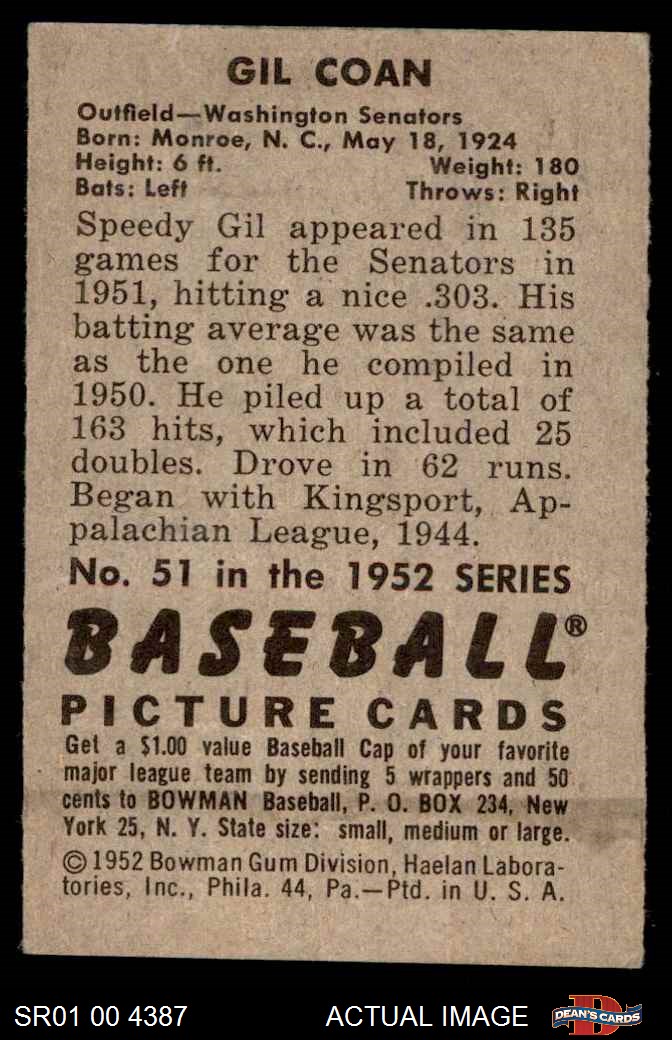 GIL COAN
Outfield—Washington Senators
Born: Monroe, N. C., May 18, 1924
Height: 6 ft. Weight: 180
Bats: Left Throws: Right
Speedy Gil appeared in 135
games for the Senators in
1951, hitting a nice .303. His
batting average was the same
as the one he compiled in
1950. He piled up a total of
163 hits, which included 25
doubles. Drove in 62 runs.
Began with Kingsport, Ap-
palachian League, 1944.
No. 51 in the 1952 SERIES
BASEBALL®
PICTURE CARDS
Get a $1.00 value Baseball Cap of your favorite
major league team by sending 5 wrappers and 50
cents to BOWMAN Baseball, P. O. BOX 234, New
York 25, N. Y. State size: small, medium or large.
© 1952 Bowman Gum Division, Haelan Labora-
tories, Inc., Phila. 44, Pa.—Ptd. in U. S. A.
SR01 00 4387 ACTUAL IMAGE D DEAN'S CARDS